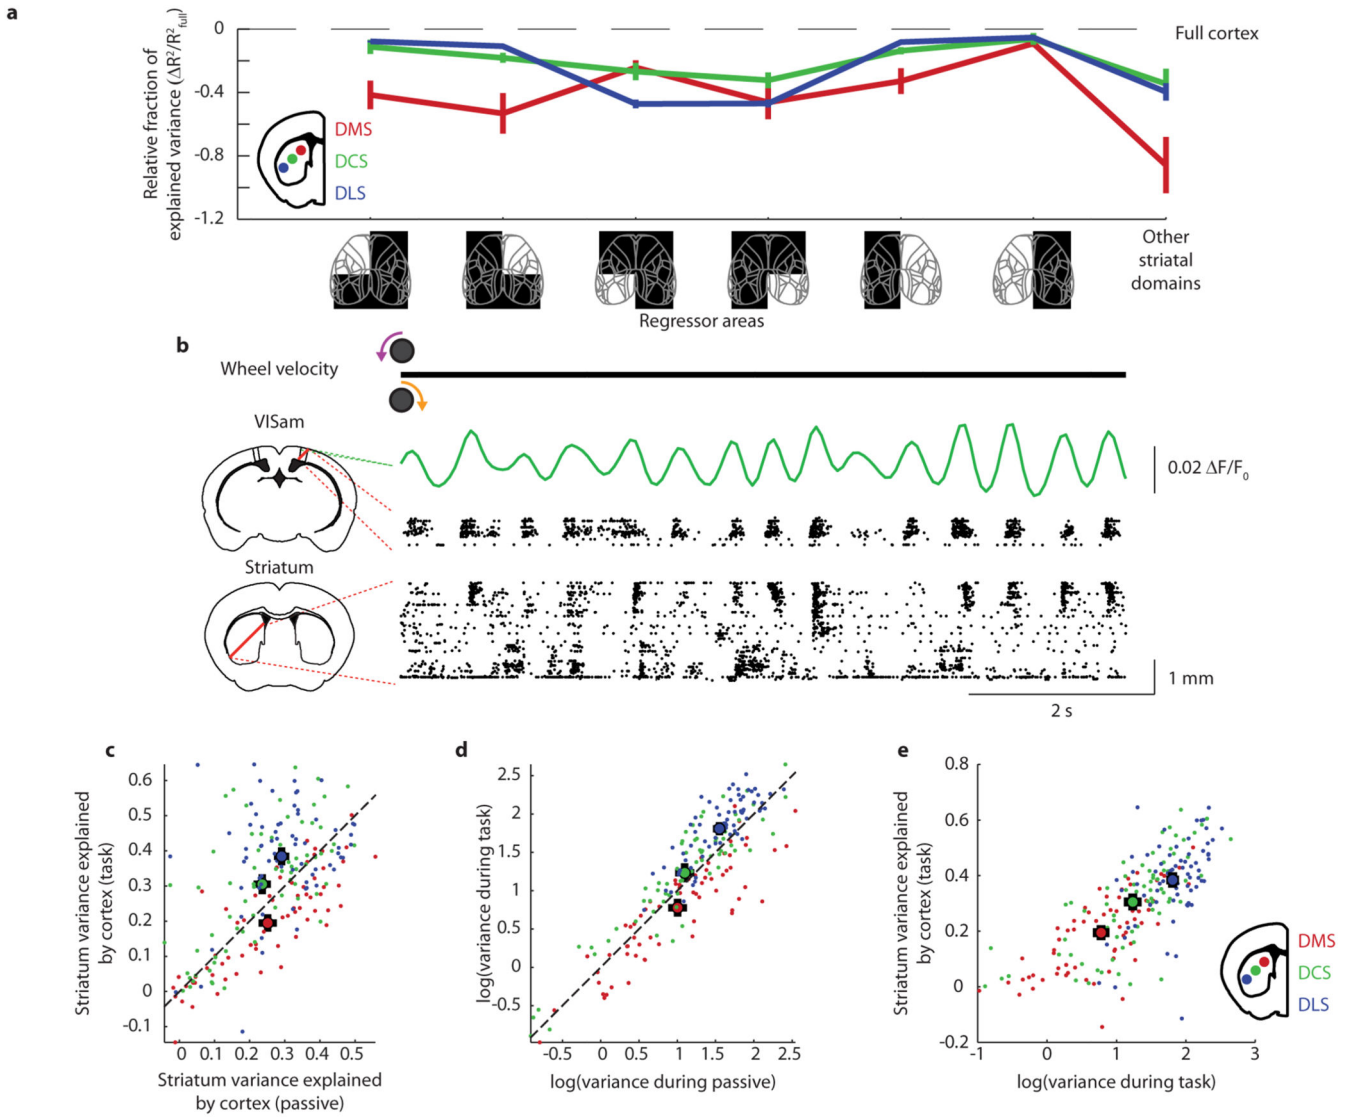 a
Relative fraction of
explained variance (ΔR²/R²full)
0
-0.4
-0.8
-1.2
Full cortex
DMS
DCS
DLS
Other
striatal
domains
Regressor areas
b
Wheel velocity
VISam
0.02 ΔF/F₀
Striatum
1 mm
2 s
c
Striatum variance explained
by cortex (task)
0.6
0.5
0.4
0.3
0.2
0.1
0
-0.1
0 0.1 0.2 0.3 0.4 0.5
Striatum variance explained
by cortex (passive)
d
log(variance during task)
2.5
2
1.5
1
0.5
0
-0.5
-0.5 0 0.5 1 1.5 2 2.5
log(variance during passive)
e
Striatum variance explained
by cortex (task)
0.8
0.6
0.4
0.2
0
-0.2
-1 0 1 2 3
log(variance during task)
DMS
DCS
DLS